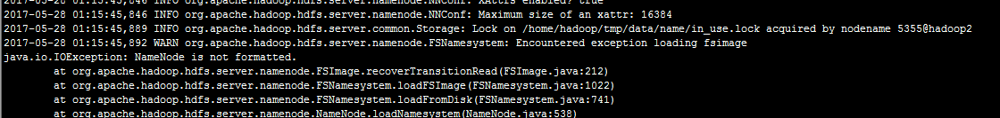 2017-05-28 01:15:45,846 INFO org.apache.hadoop.hdfs.server.namenode.NNConf: XAttrs enabled? true
2017-05-28 01:15:45,846 INFO org.apache.hadoop.hdfs.server.namenode.NNConf: Maximum size of an xattr: 16384
2017-05-28 01:15:45,889 INFO org.apache.hadoop.hdfs.server.common.Storage: Lock on /home/hadoop/tmp/data/name/in_use.lock acquired by nodename 5355@hadoop2
2017-05-28 01:15:45,892 WARN org.apache.hadoop.hdfs.server.namenode.FSNamesystem: Encountered exception loading fsimage
java.io.IOException: NameNode is not formatted.
at org.apache.hadoop.hdfs.server.namenode.FSImage.recoverTransitionRead(FSImage.java:212)
at org.apache.hadoop.hdfs.server.namenode.FSNamesystem.loadFSImage(FSNamesystem.java:1022)
at org.apache.hadoop.hdfs.server.namenode.FSNamesystem.loadFromDisk(FSNamesystem.java:741)
at org.apache.hadoop.hdfs.server.namenode.NameNode.loadNamesystem(NameNode.java:538)